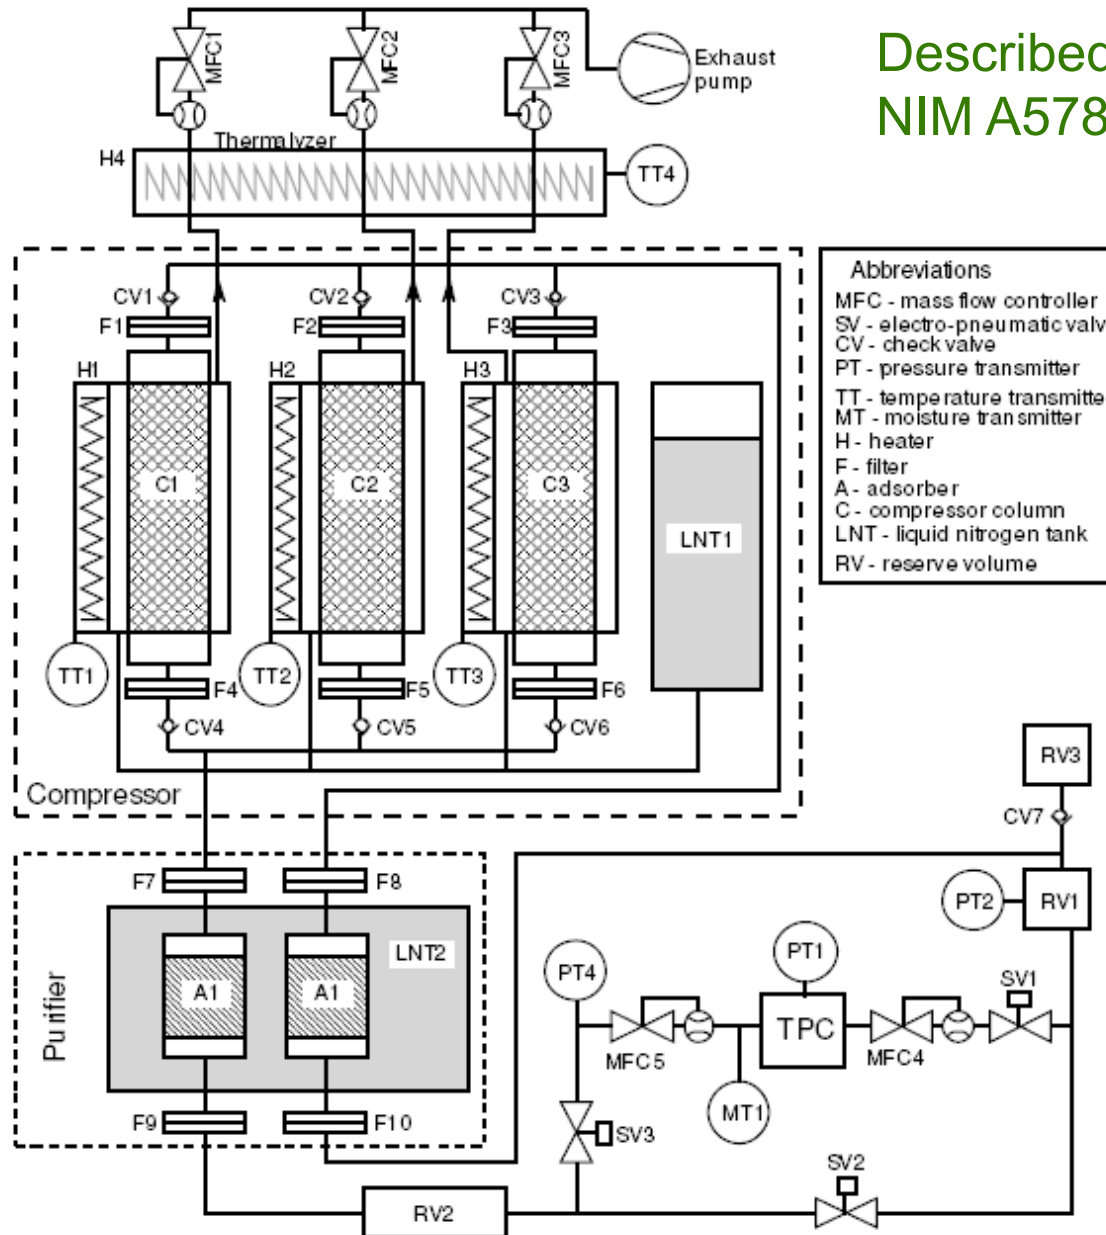 Described
NIM A578
MFC1
MFC2
MFC3
Exhaust
pump
Thermalyzer
H4
TT4
CV1
CV2
CV3
F1
F2
F3
H1
H2
H3
C1
C2
C3
LNT1
TT1
TT2
TT3
F4
F5
F6
CV4
CV5
CV6
Compressor
Abbreviations
MFC - mass flow controller
SV - electro-pneumatic valv
CV - check valve
PT - pressure transmitter
TT - temperature transmitte
MT - moisture transmitter
H - heater
F - filter
A - adsorber
C - compressor column
LNT - liquid nitrogen tank
RV - reserve volume
RV3
CV7
F7
F8
PT2
RV1
LNT2
A1
A1
Purifier
PT4
PT1
SV1
TPC
MFC5
MFC4
MT1
F9
F10
SV3
SV2
RV2